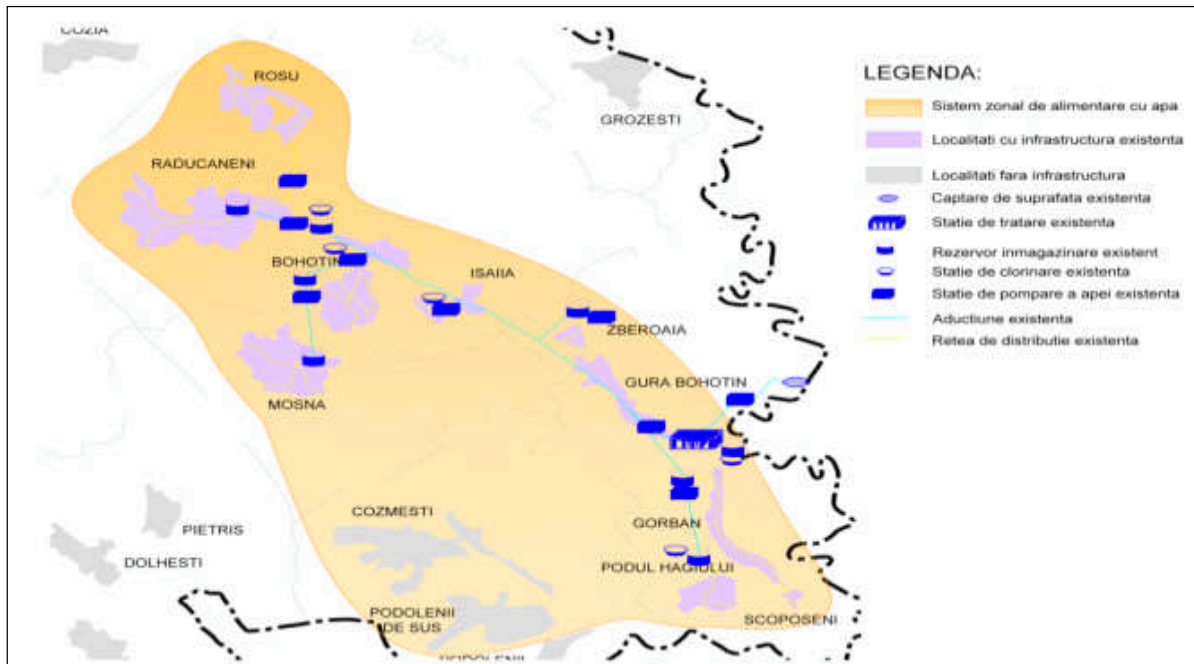 COZIA
ROSU
GROZESTI
RADUCANENI
BOHOTIN
ISAIIA
ZBEROAIA
GURA BOHOTIN
MOSNA
COZMESTI
GORBAN
PIETRIS
DOLHESTI
PODUL HAGIULUI
PODOLENII
DE SUS
SCOPOSENI
PODOLENII
LEGENDA:
Sistem zonal de alimentare cu apa
Localitati cu infrastructura existenta
Localitati fara infrastructura
Captare de suprafata existenta
Statie de tratare existenta
Rezervor inmagazinare existent
Statie de clorinare existenta
Statie de pompare a apei existenta
Aductiune existenta
Retea de distributie existenta